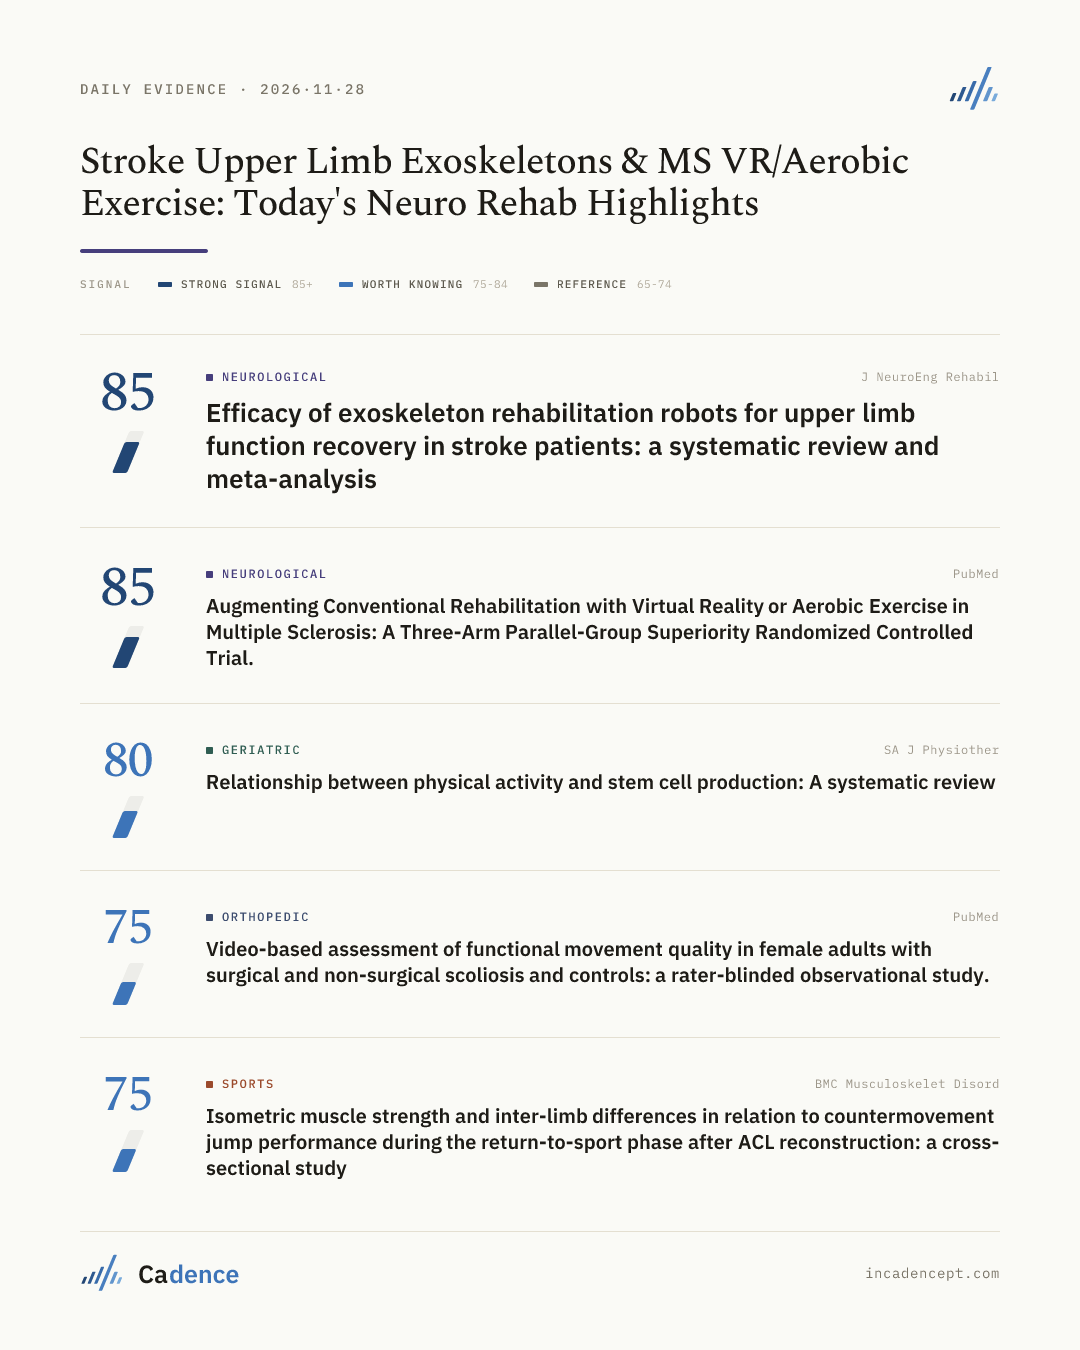 DAILY EVIDENCE · 2026·11·28
Stroke Upper Limb Exoskeletons & MS VR/Aerobic
Exercise: Today's Neuro Rehab Highlights
SIGNAL STRONG SIGNAL 85+ WORTH KNOWING 75-84 REFERENCE 65-74
85
NEUROLOGICAL
J NeuroEng Rehabil
Efficacy of exoskeleton rehabilitation robots for upper limb
function recovery in stroke patients: a systematic review and
meta-analysis
85
NEUROLOGICAL
PubMed
Augmenting Conventional Rehabilitation with Virtual Reality or Aerobic Exercise in
Multiple Sclerosis: A Three-Arm Parallel-Group Superiority Randomized Controlled
Trial.
80
GERIATRIC
SA J Physiother
Relationship between physical activity and stem cell production: A systematic review
75
ORTHOPEDIC
PubMed
Video-based assessment of functional movement quality in female adults with
surgical and non-surgical scoliosis and controls: a rater-blinded observational study.
75
SPORTS
BMC Musculoskelet Disord
Isometric muscle strength and inter-limb differences in relation to countermovement
jump performance during the return-to-sport phase after ACL reconstruction: a cross-
sectional study
Cadence
incadencept.com